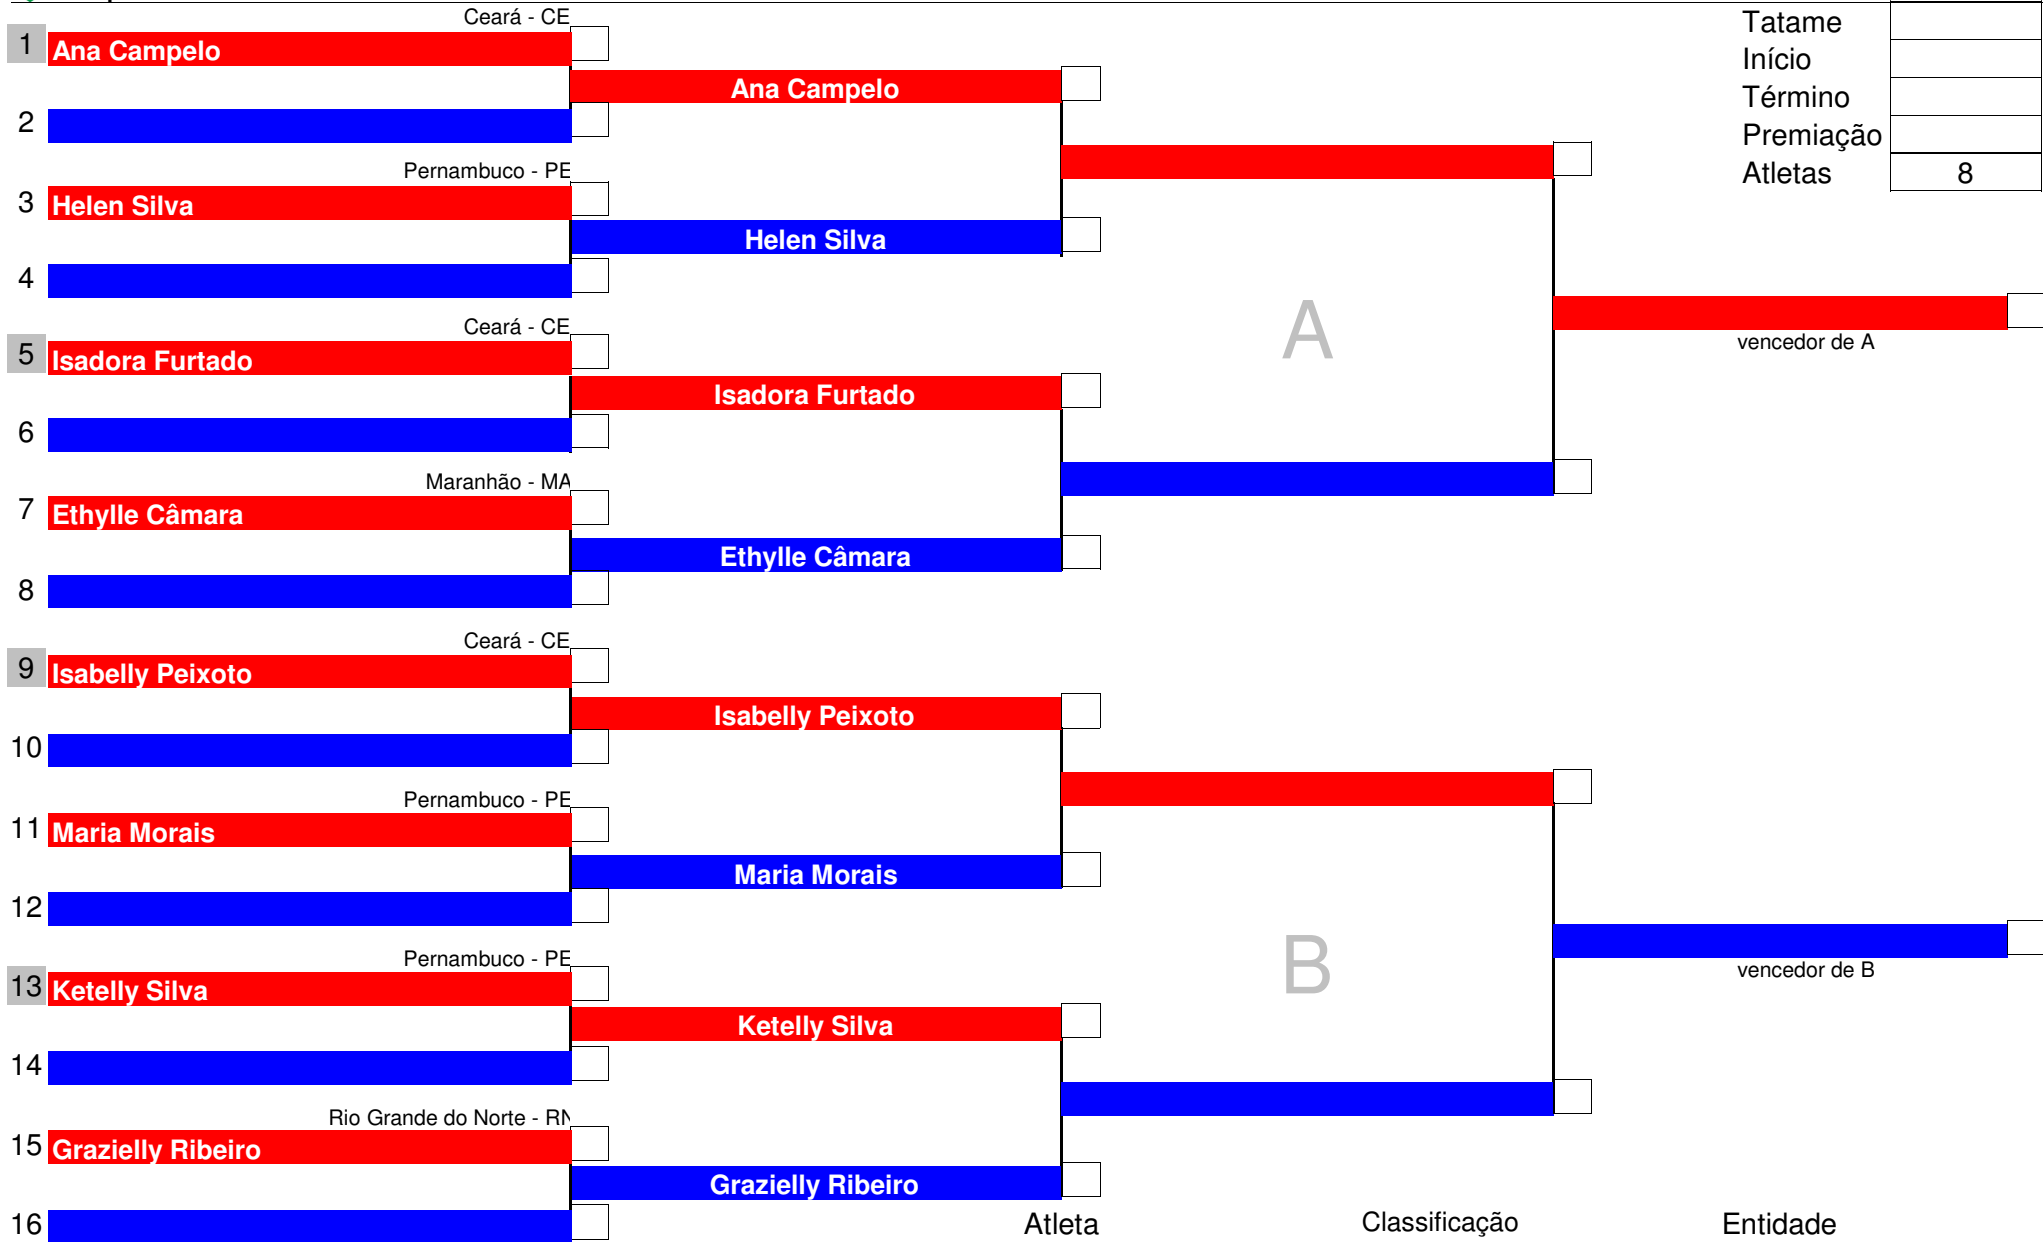 Ceará - CE
1 Ana Campelo
2
Pernambuco - PE
3 Helen Silva
4
Ceará - CE
5 Isadora Furtado
6
Maranhão - MA
7 Ethylle Câmara
8
Ceará - CE
9 Isabelly Peixoto
10
Pernambuco - PE
11 Maria Morais
12
Pernambuco - PE
13 Ketelly Silva
14
Rio Grande do Norte - RN
15 Grazielly Ribeiro
16
Ana Campelo
Helen Silva
Isadora Furtado
Ethylle Câmara
Isabelly Peixoto
Maria Morais
Ketelly Silva
Grazielly Ribeiro
A
B
vencedor de A
vencedor de B
Tatame
Início
Término
Premiação
Atletas 8
Atleta Classificação Entidade